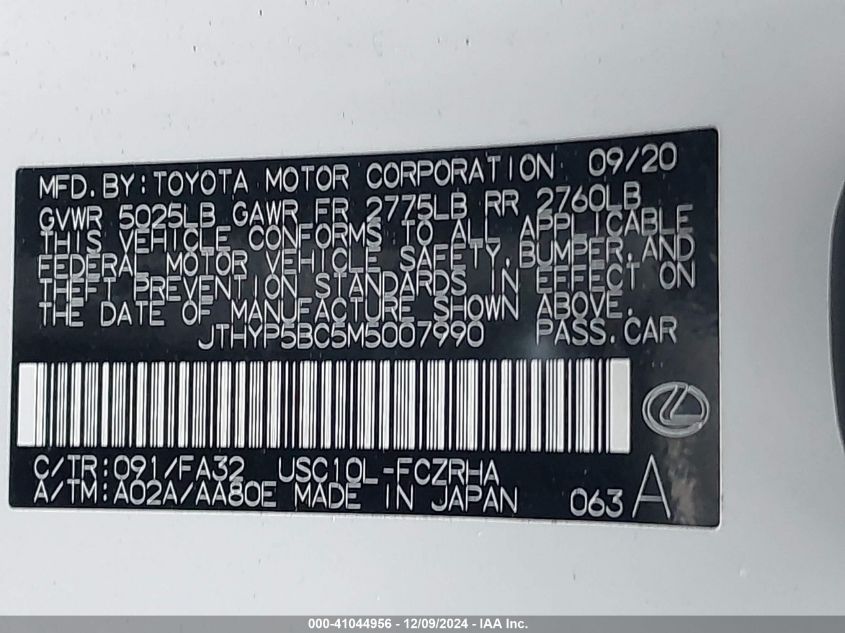 MFD. BY: TOYOTA MOTOR CORPORATION 09/20
GVWR 5025LB GAWR FR 2775LB RR 2760LB
THIS VEHICLE CONFORMS TO ALL APPLICABLE
FEDERAL MOTOR VEHICLE SAFETY, BUMPER, AND
THEFT PREVENTION STANDARDS IN EFFECT ON
THE DATE OF MANUFACTURE SHOWN ABOVE.
JTHYP5BC5M5007990 PASS. CAR
C/TR: 091/FA32 USC10L-FCZRHA
A/TM: A02A/AA80E MADE IN JAPAN 063 A
000-41044956 - 12/09/2024 - IAA Inc.